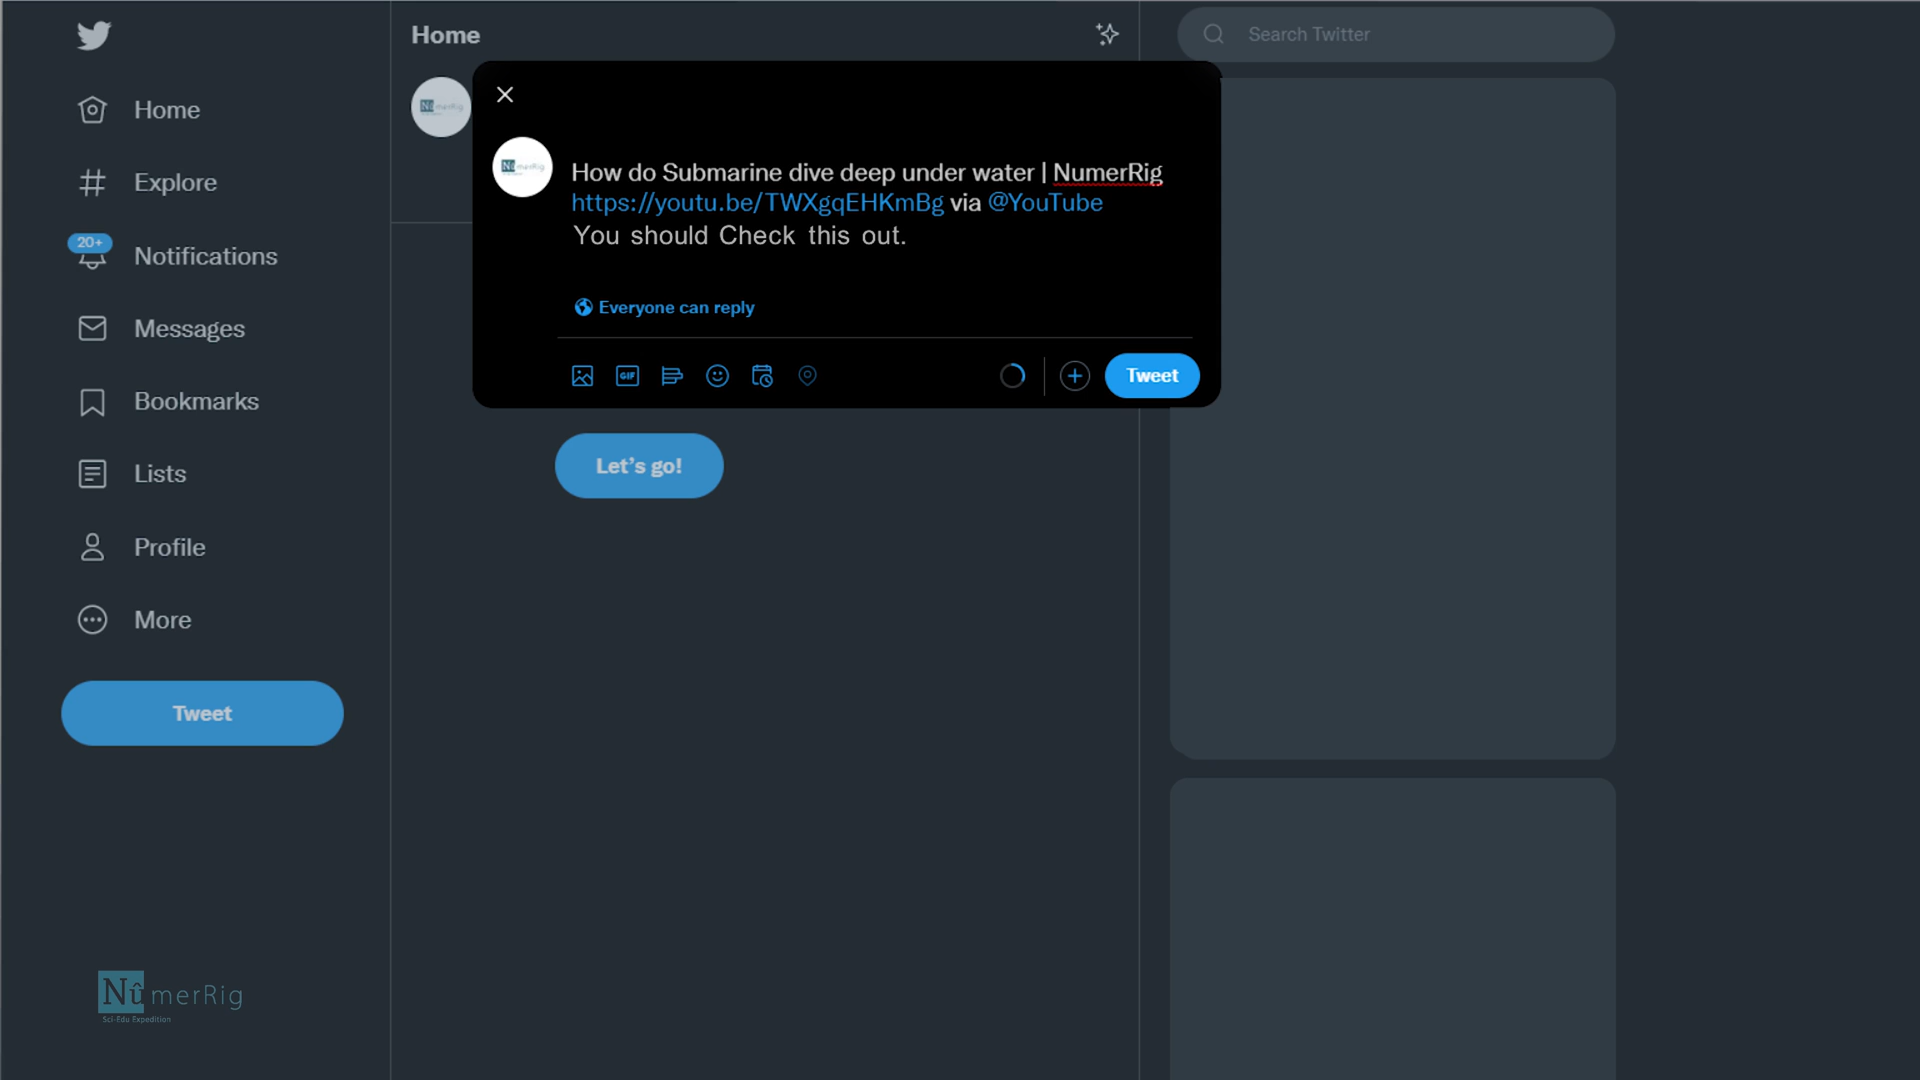 Home
Search Twitter
Home
Explore
20+
Notifications
Messages
Bookmarks
Lists
Profile
More
Tweet
NûmerRig
How do Submarine dive deep under water | NumerRig
https://youtu.be/TWXgqEHKmBg via @YouTube
You should Check this out.
Everyone can reply
GIF
Tweet
Let's go!
NûmerRig
Sci-Edu Expedition